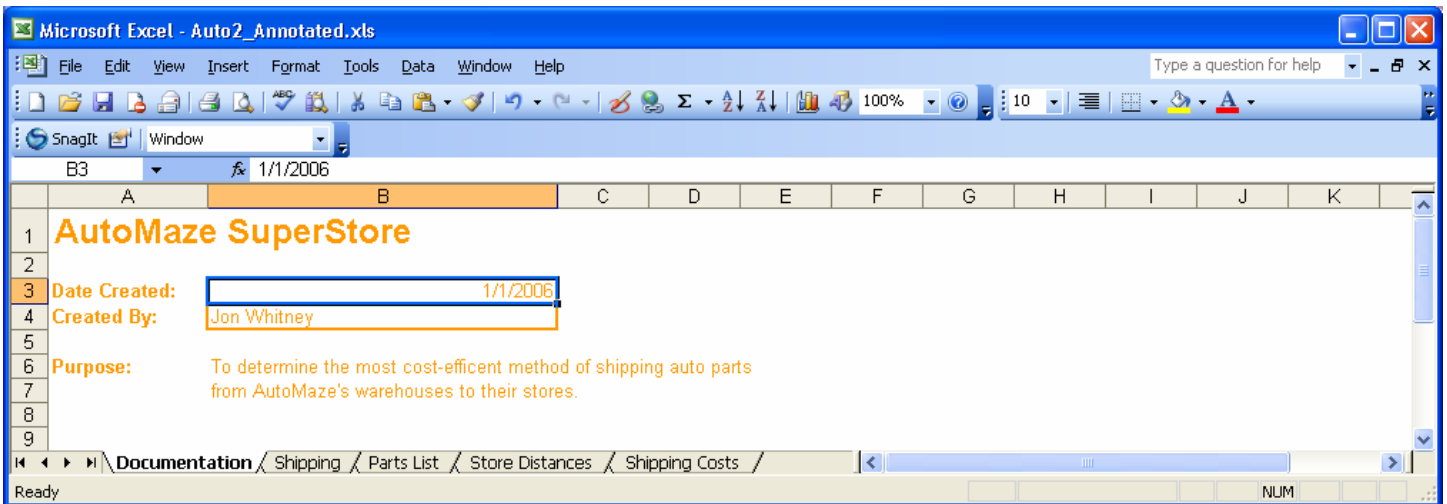 Microsoft Excel - Auto2_Annotated.xls
File Edit View Insert Format Tools Data Window Help Type a question for help
ABC Σ A Z Z A 100% 10 A
SnagIt Window
B3 fx 1/1/2006
A B C D E F G H I J K
1 AutoMaze SuperStore
2
3 Date Created: 1/1/2006
4 Created By: Jon Whitney
5
6 Purpose: To determine the most cost-efficent method of shipping auto parts
7 from AutoMaze's warehouses to their stores.
8
9
Documentation Shipping Parts List Store Distances Shipping Costs
Ready NUM